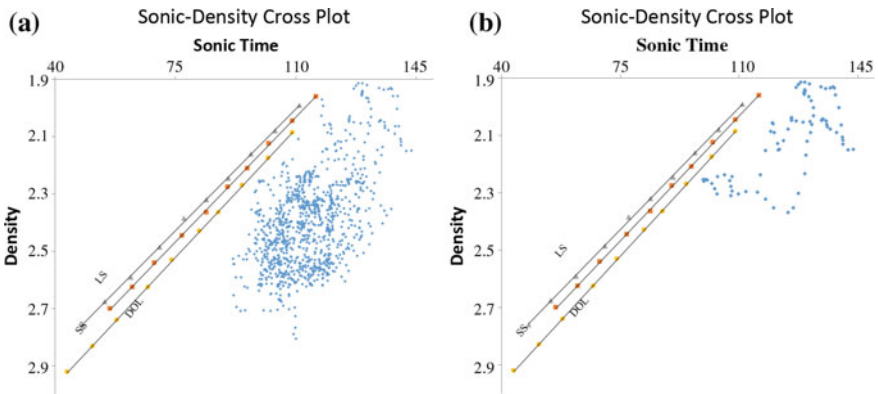 (a)
Sonic-Density Cross Plot
Sonic Time
40 75 110 145
1.9
2.1
2.3
2.5
2.7
2.9
Density
LS
SS
DOL
(b)
Sonic-Density Cross Plot
Sonic Time
40 75 110 145
1.9
2.1
2.3
2.5
2.7
2.9
Density
LS
SS,
DOL